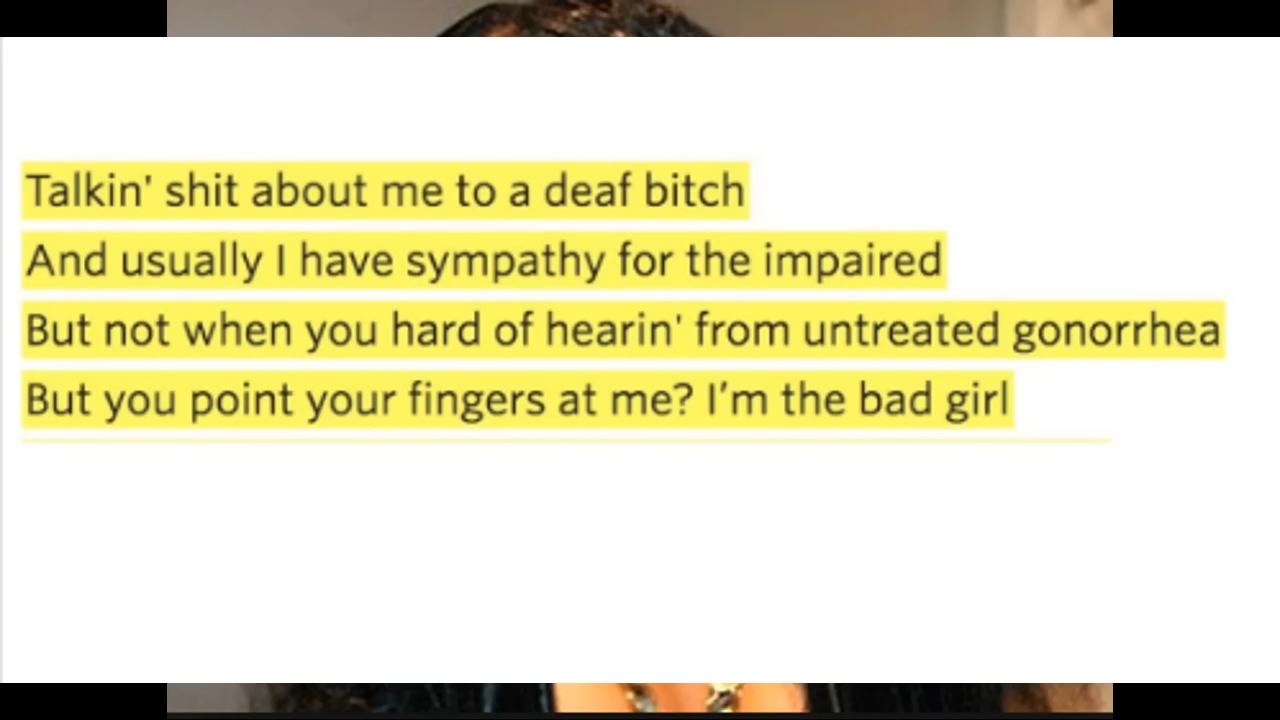 Talkin' shit about me to a deaf bitch
And usually I have sympathy for the impaired
But not when you hard of hearin' from untreated gonorrhea
But you point your fingers at me? I’m the bad girl